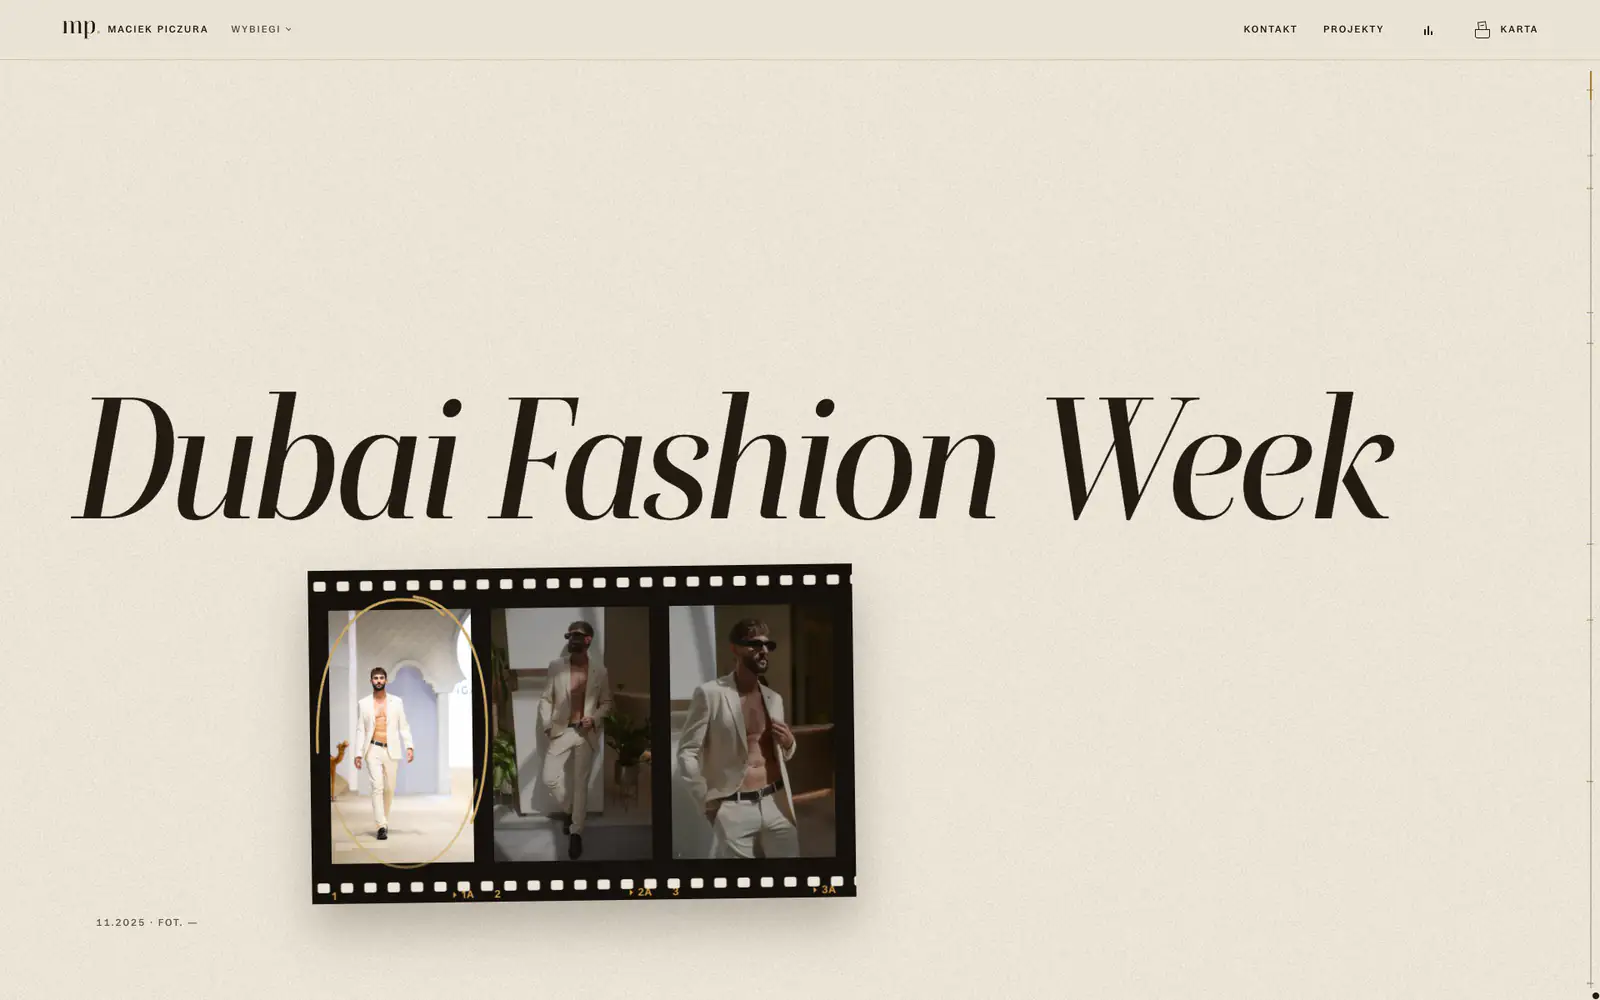 mp. MACIEK PICZURA WYBIEGI KONTAKT PROJEKTY KARTA
Dubai Fashion Week
1 1A 2 2A 3 3A
11.2025 · FOT. —